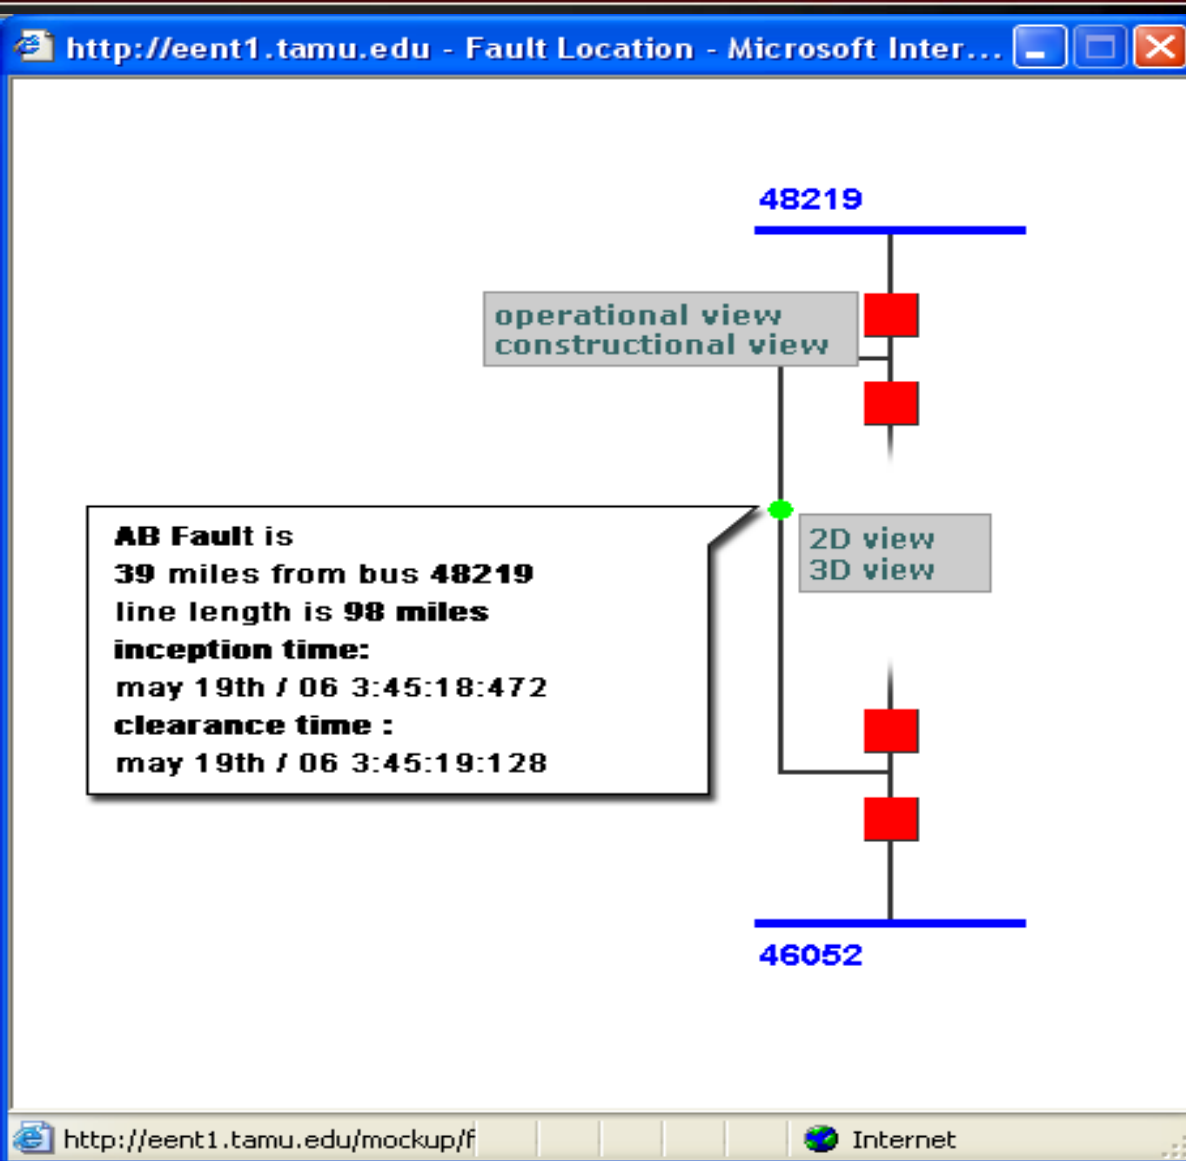 http://eent1.tamu.edu - Fault Location - Microsoft Inter...
48219
operational view
constructional view
AB Fault is
39 miles from bus 48219
line length is 98 miles
inception time:
may 19th / 06 3:45:18:472
clearance time :
may 19th / 06 3:45:19:128
2D view
3D view
46052
http://eent1.tamu.edu/mockup/f
Internet